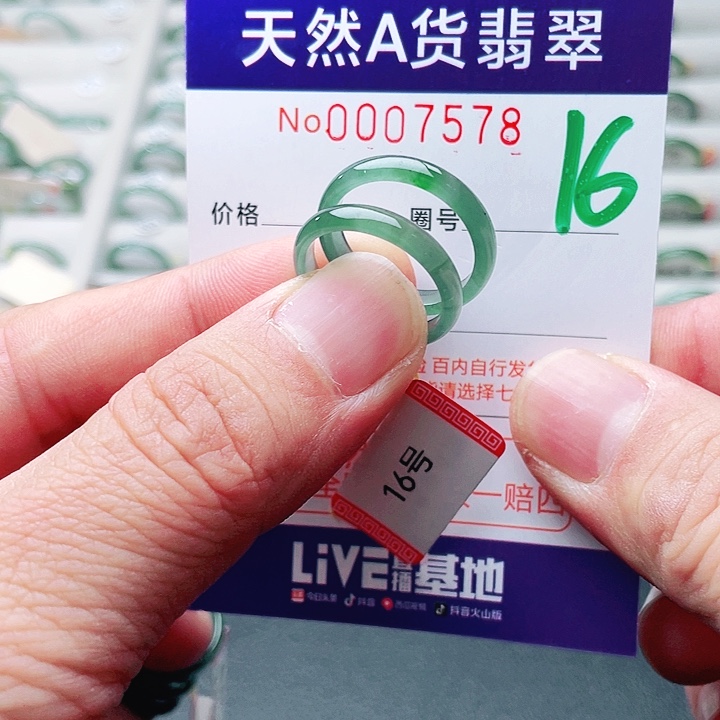 天然A货翡翠
No.0007578
16
价格
圈号
百内自行发
请选择七
16号
一赔四
LiVE直播基地
今日头条 抖音 西瓜视频 抖音火山版